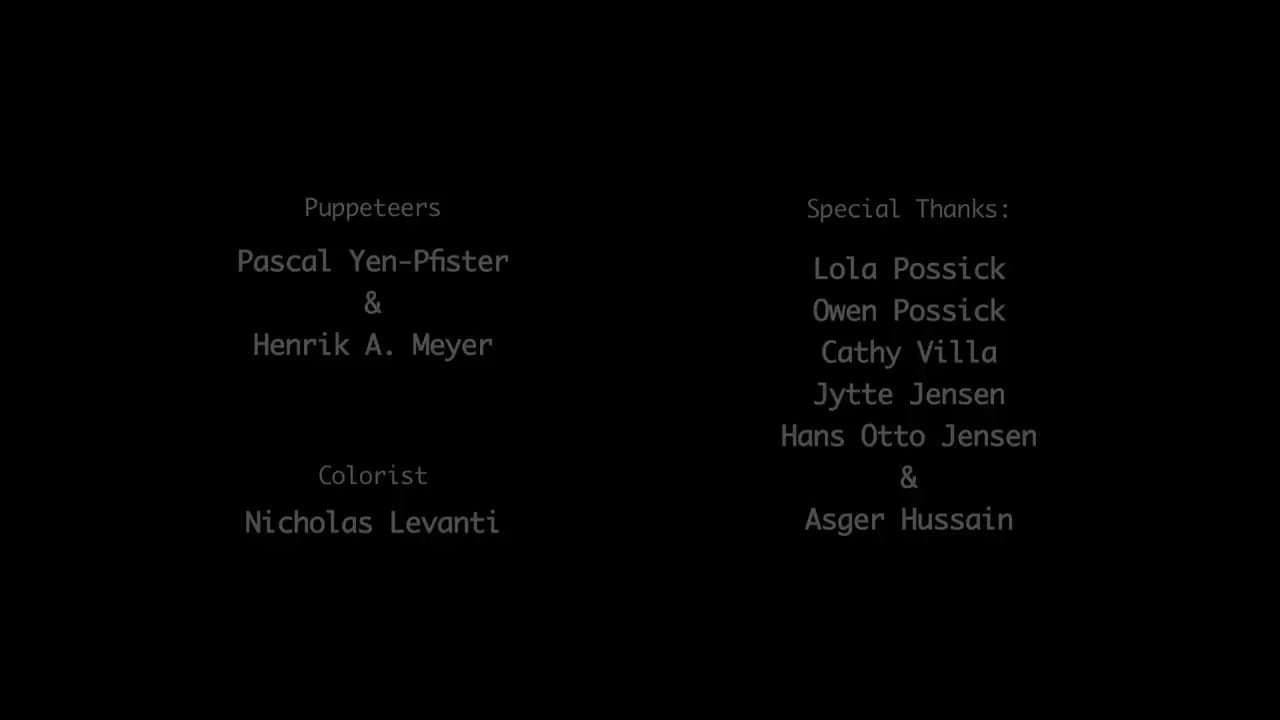 Puppeteers
Pascal Yen-Pfister
&
Henrik A. Meyer
Colorist
Nicholas Levanti
Special Thanks:
Lola Possick
Owen Possick
Cathy Villa
Jytte Jensen
Hans Otto Jensen
&
Asger Hussain